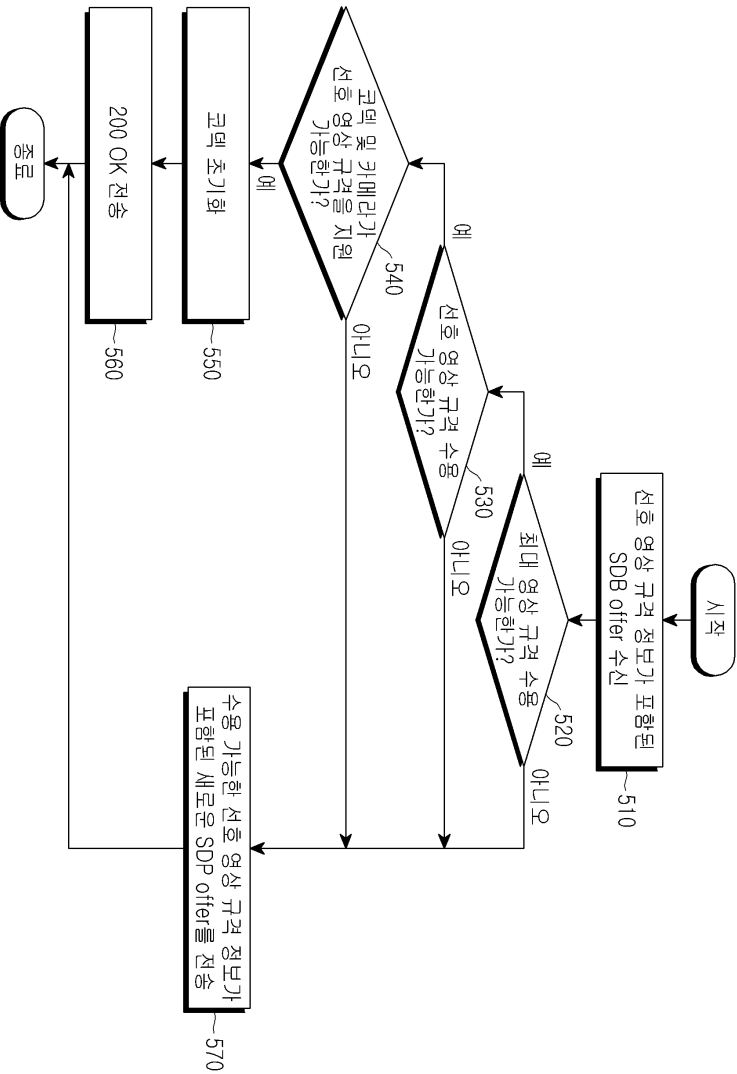 시작
선호 영상 규격 정보가 포함된
SDB offer 수신
510
최대 영상 규격 수용
가능한가?
520
예
아니오
선호 영상 규격 수용
가능한가?
530
예
아니오
코덱 및 카메라가
선호 영상 규격을 지원
가능한가?
540
예
아니오
코덱 초기화
550
200 OK 전송
560
수용 가능한 선호 영상 규격 정보가
포함된 새로운 SDP offer를 전송
570
종료